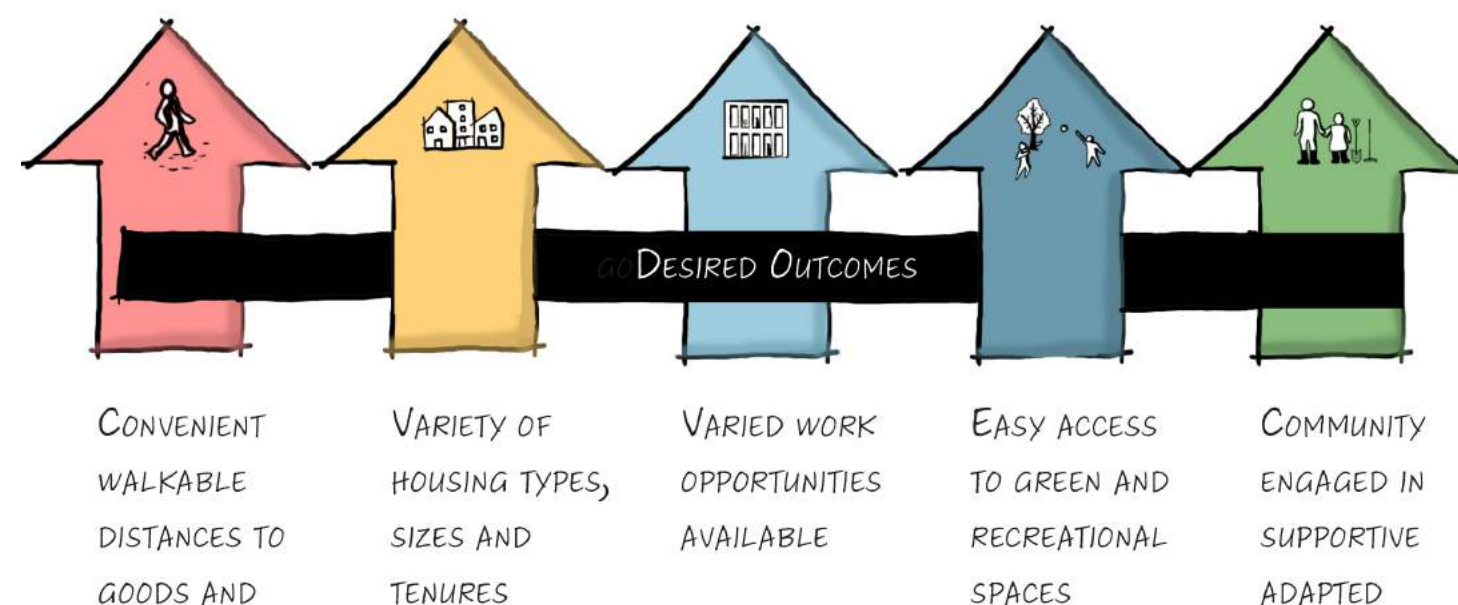 GODESIRED OUTCOMES
CONVENIENT
WALKABLE
DISTANCES TO
GOODS AND
VARIETY OF
HOUSING TYPES,
SIZES AND
TENURES
VARIED WORK
OPPORTUNITIES
AVAILABLE
EASY ACCESS
TO GREEN AND
RECREATIONAL
SPACES
COMMUNITY
ENGAGED IN
SUPPORTIVE
ADAPTED